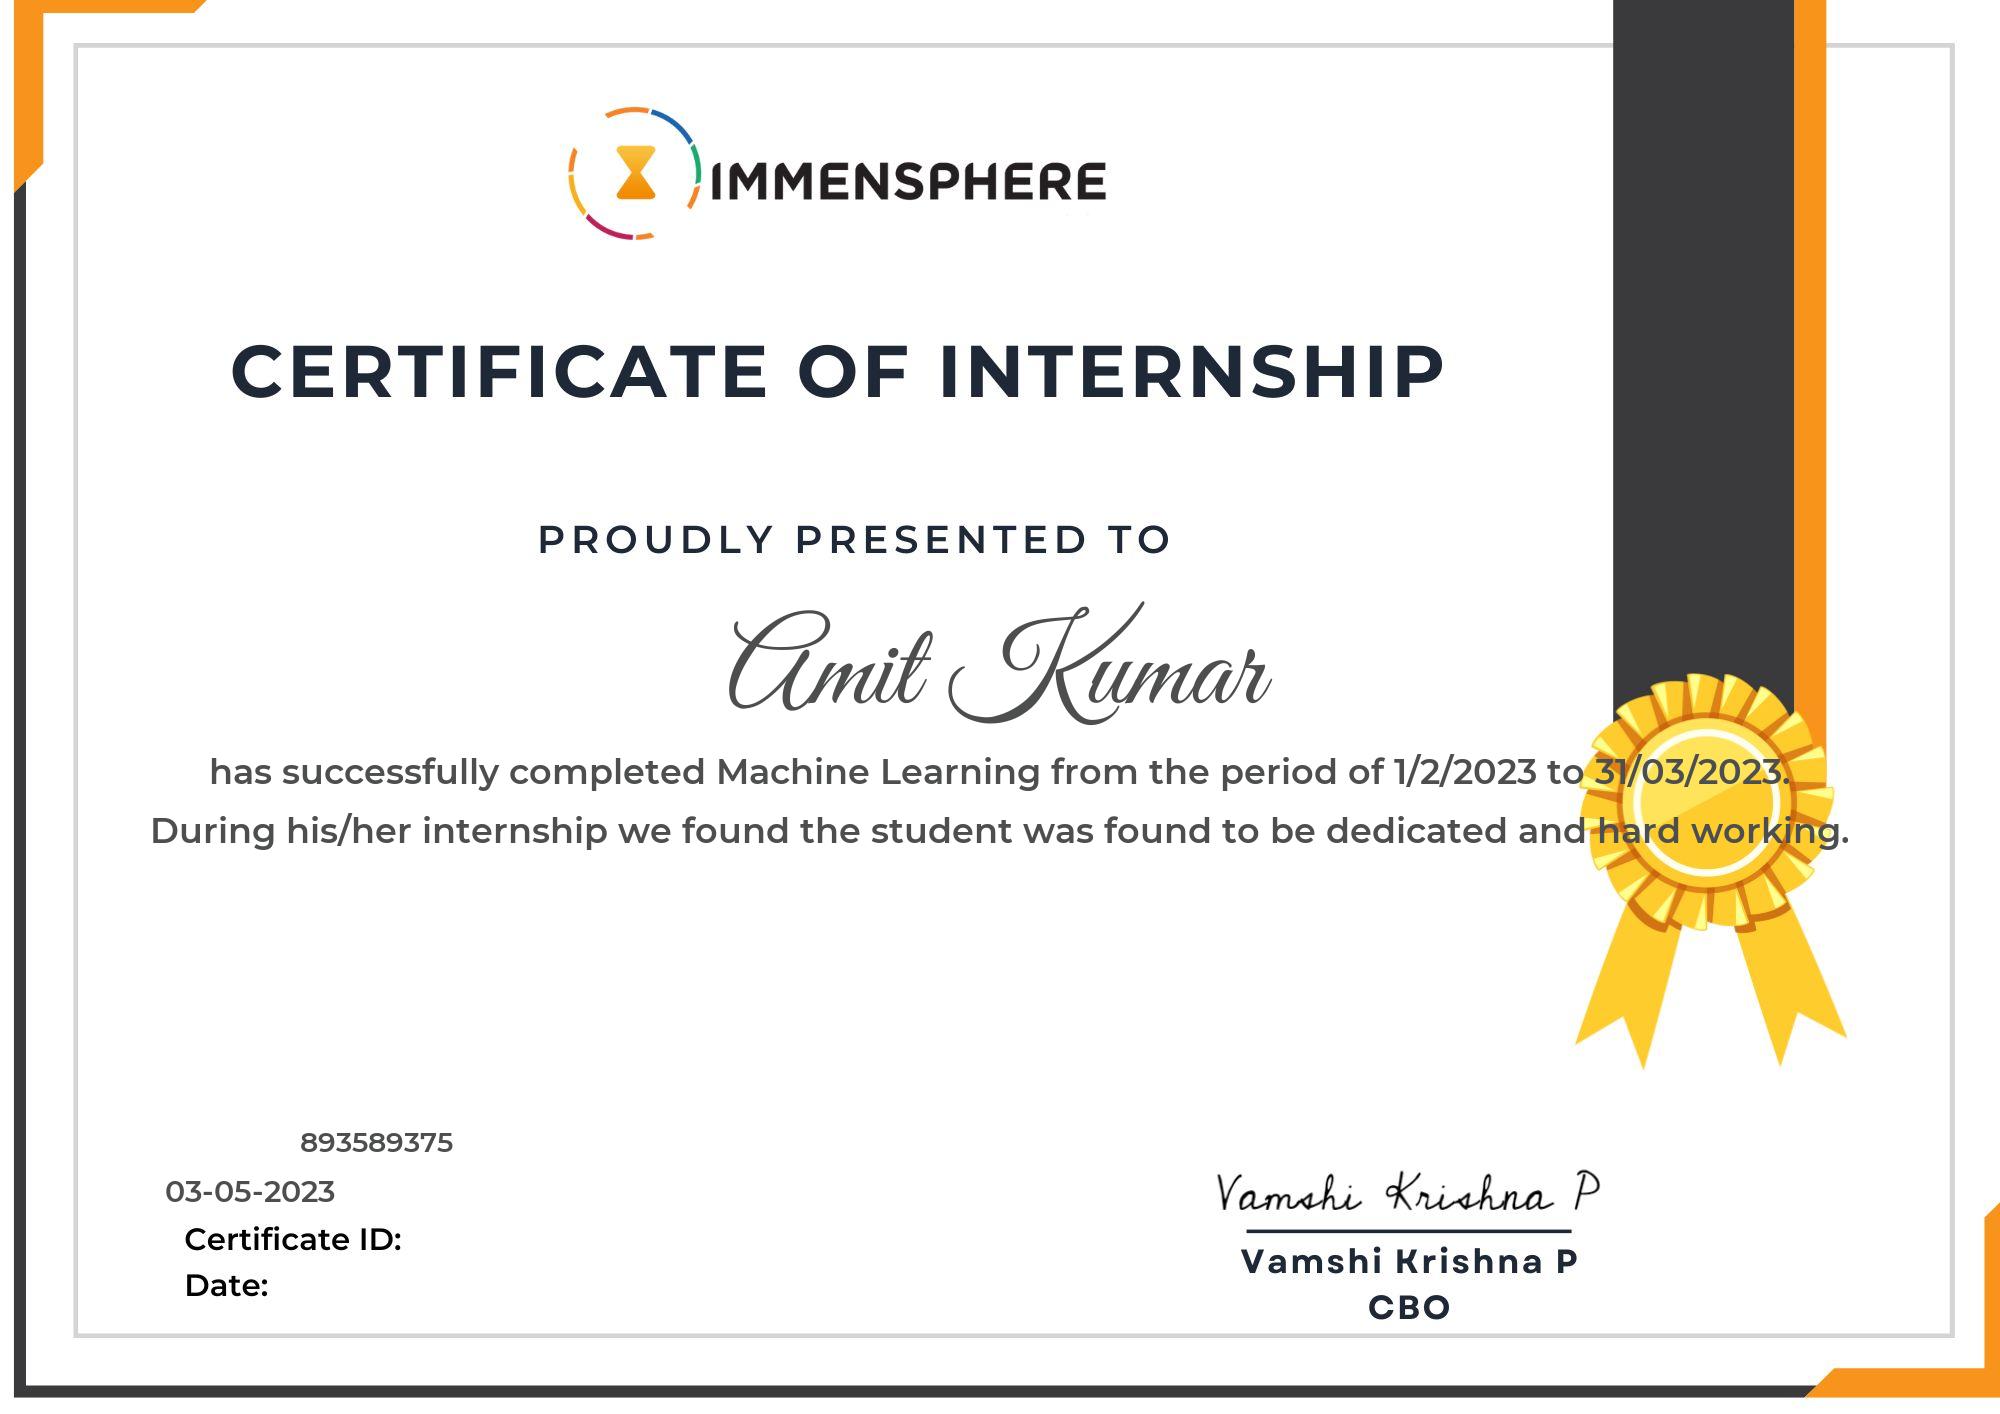 IMMENSPHERE
CERTIFICATE OF INTERNSHIP
PROUDLY PRESENTED TO
Amit Kumar
has successfully completed Machine Learning from the period of 1/2/2023 to 31/03/2023.
During his/her internship we found the student was found to be dedicated and hard working.
893589375
03-05-2023
Certificate ID:
Date:
Vamshi Krishna P
Vamshi Krishna P
CBO